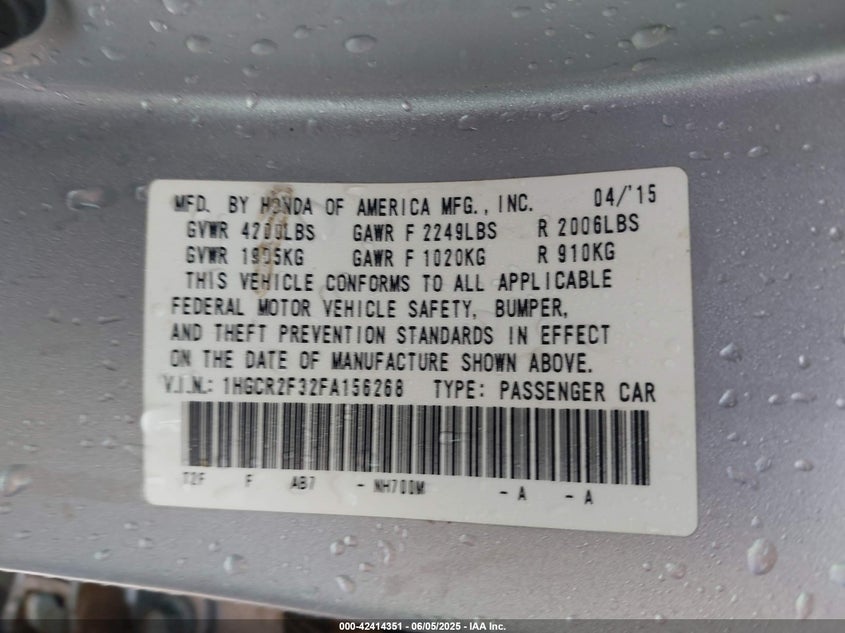 MFD. BY HONDA OF AMERICA MFG., INC. 04/'15
GVWR 4200LBS GAWR F 2249LBS R 2006LBS
GVWR 1905KG GAWR F 1020KG R 910KG
THIS VEHICLE CONFORMS TO ALL APPLICABLE
FEDERAL MOTOR VEHICLE SAFETY, BUMPER,
AND THEFT PREVENTION STANDARDS IN EFFECT
ON THE DATE OF MANUFACTURE SHOWN ABOVE.
V.I.N.: 1HGCR2F32FA156268 TYPE: PASSENGER CAR
T2F F AB7 - NH700M - A - A
000-42414351 - 06/05/2025 - IAA Inc.